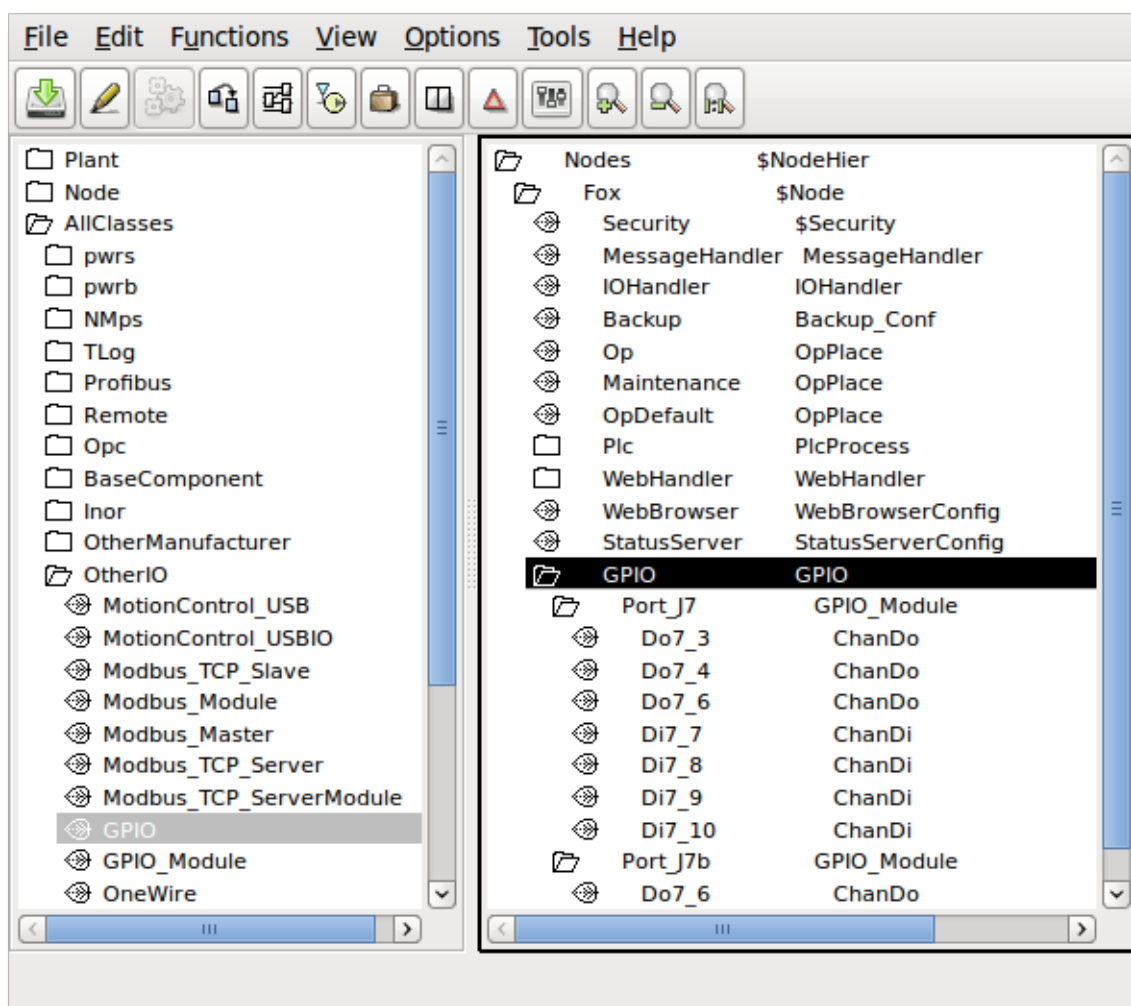 File Edit Functions View Options Tools Help
Plant
Node
AllClasses
pwrs
pwrb
NMps
TLog
Profibus
Remote
Opc
BaseComponent
Inor
OtherManufacturer
OtherIO
MotionControl_USB
MotionControl_USBIO
Modbus_TCP_Slave
Modbus_Module
Modbus_Master
Modbus_TCP_Server
Modbus_TCP_ServerModule
GPIO
GPIO_Module
OneWire
Nodes $NodeHier
Fox $Node
Security $Security
MessageHandler MessageHandler
IOHandler IOHandler
Backup Backup_Conf
Op OpPlace
Maintenance OpPlace
OpDefault OpPlace
Plc PlcProcess
WebHandler WebHandler
WebBrowser WebBrowserConfig
StatusServer StatusServerConfig
GPIO GPIO
Port_J7 GPIO_Module
Do7_3 ChanDo
Do7_4 ChanDo
Do7_6 ChanDo
Di7_7 ChanDi
Di7_8 ChanDi
Di7_9 ChanDi
Di7_10 ChanDi
Port_J7b GPIO_Module
Do7_6 ChanDo